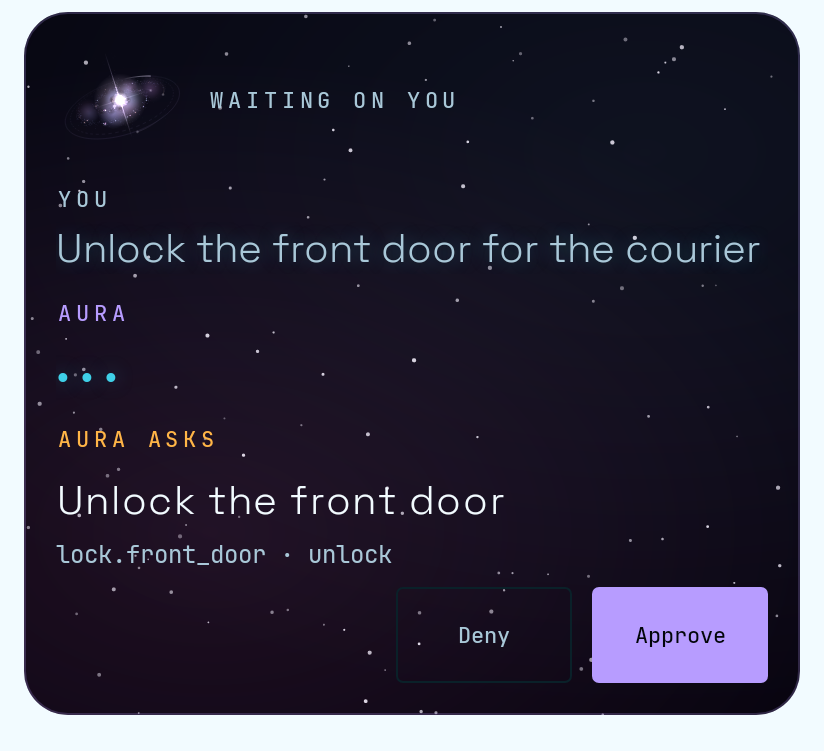 WAITING ON YOU
YOU
Unlock the front door for the courier
AURA
AURA ASKS
Unlock the front door
lock.front_door · unlock
Deny
Approve